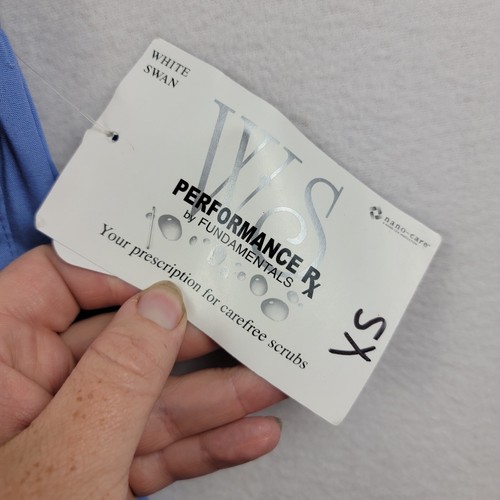 WHITE
SWAN
WS
PERFORMANCE Rx
by FUNDAMENTALS
Your prescription for carefree scrubs
nano-care
XS